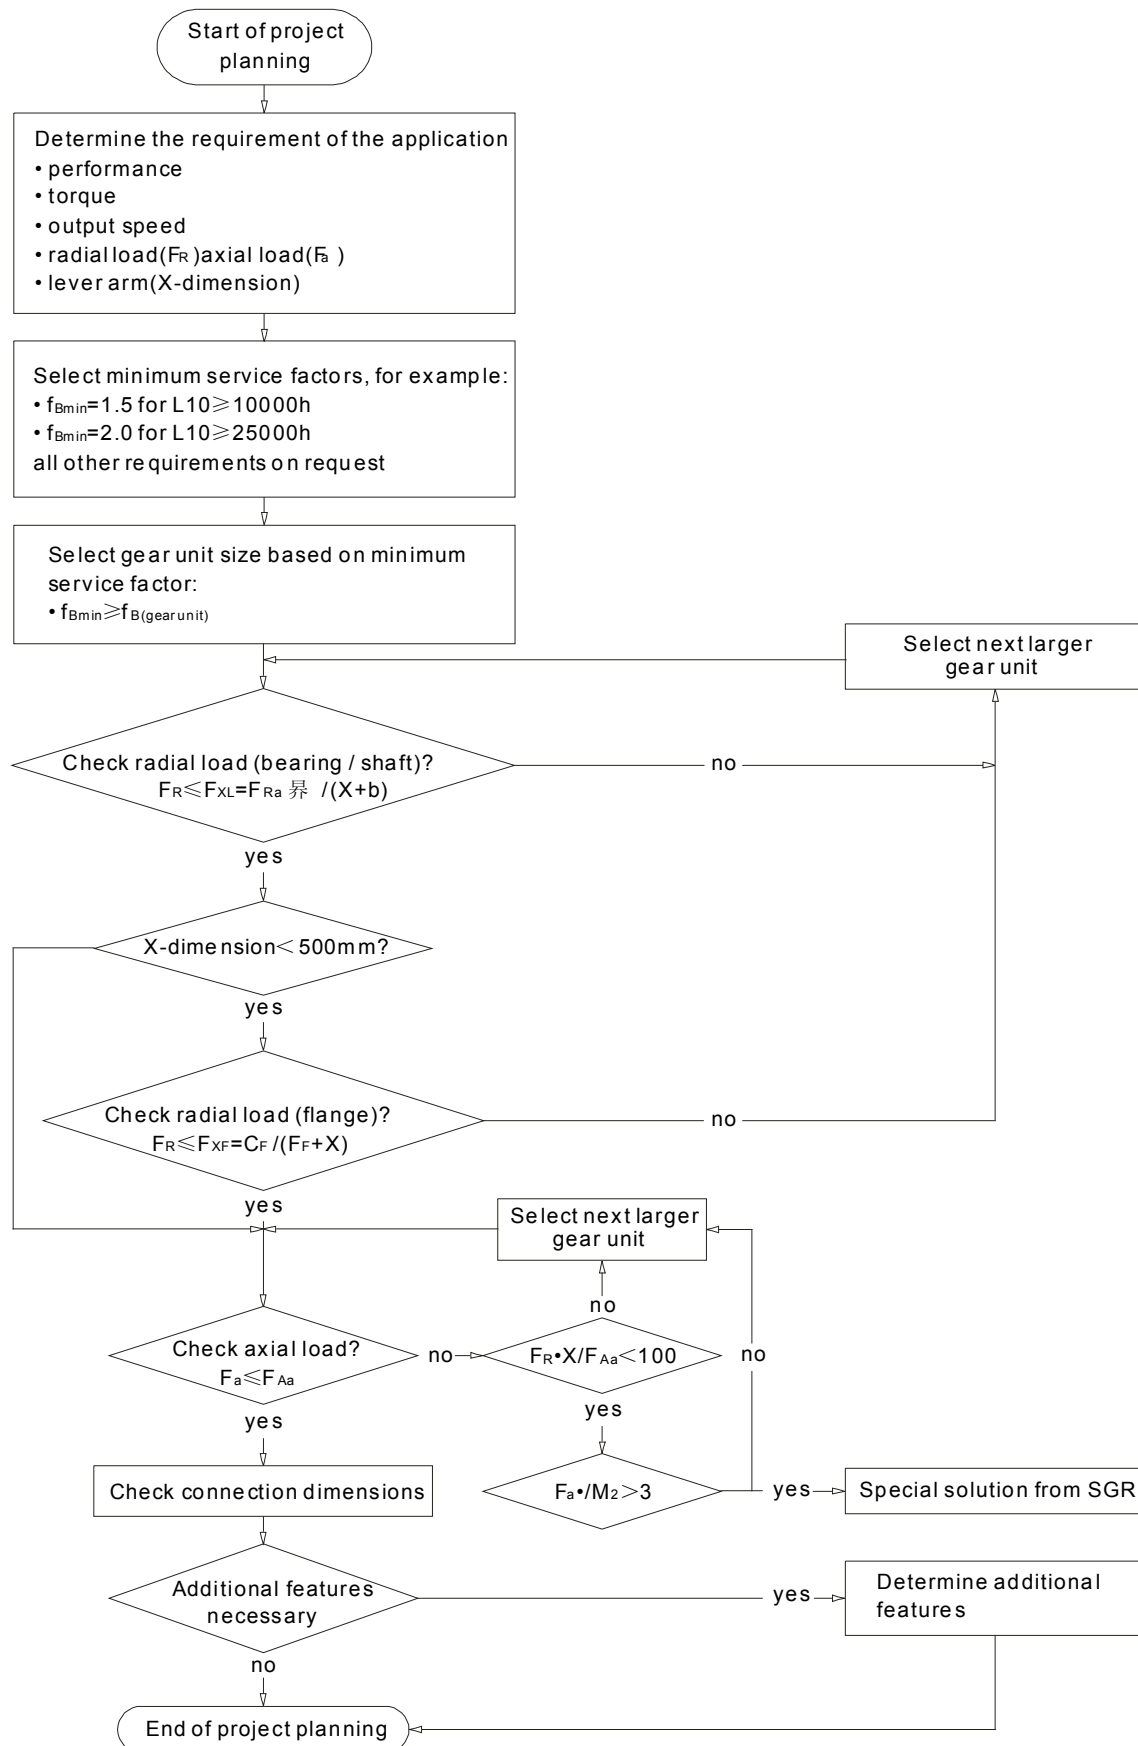 Start of project
planning
Determine the requirement of the application
• performance
• torque
• output speed
• radial load(FR)axial load(Fa )
• lever arm(X-dimension)
Select minimum service factors, for example:
• fBmin=1.5 for L10≥10000h
• fBmin=2.0 for L10≥25000h
all other requirements on request
Select gear unit size based on minimum
service factor:
• fBmin≥fB(gearunit)
Select next larger
gear unit
Check radial load (bearing / shaft)?
FR≤FXL=FRa 昇 /(X+b)
no
yes
X-dimension<500mm?
yes
Check radial load (flange)?
FR≤FXF=CF /(FF+X)
no
yes
Select next larger
gear unit
no
Check axial load?
Fa≤FAa
no
FR•X/FAa<100
no
yes
yes
Check connection dimensions
Fa•/M2>3
yes
Special solution from SGR
Additional features
necessary
yes
Determine additional
features
no
End of project planning